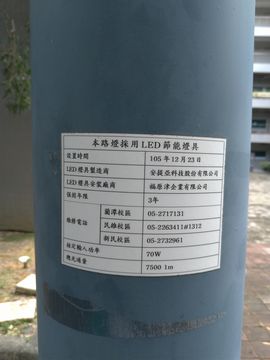 本路燈採用LED節能燈具
設置時間 105年12月23日
LED燈具製造商 安提亞科技股份有限公司
LED燈具安裝廠商 福原津企業有限公司
保固年限 3年
維修電話 蘭潭校區 05-2717131
民雄校區 05-2263411#1312
新民校區 05-2732961
核定輸入功率 70W
總光通量 7500 lm